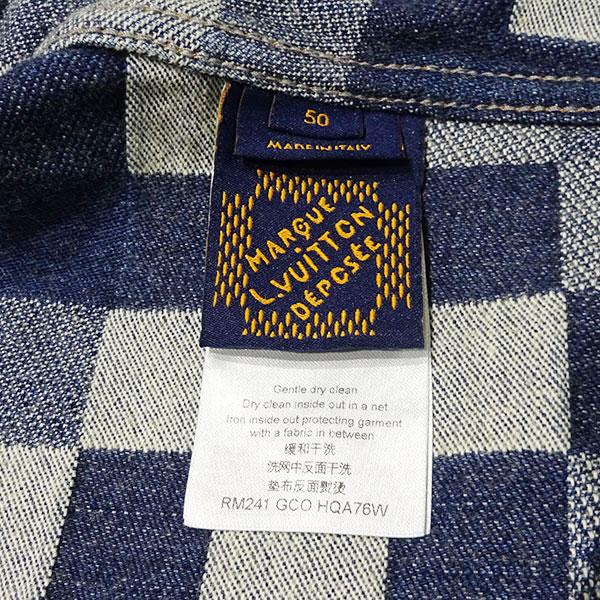 50
MADE IN ITALY
MARQUE
L.VUITTON
DÉPOSÉE
Gentle dry clean
Dry clean inside out in a net
Iron inside out protecting garment
with a fabric in between
缓和干洗
洗网中反面干洗
垫布反面熨烫
RM241 GCO HQA76W